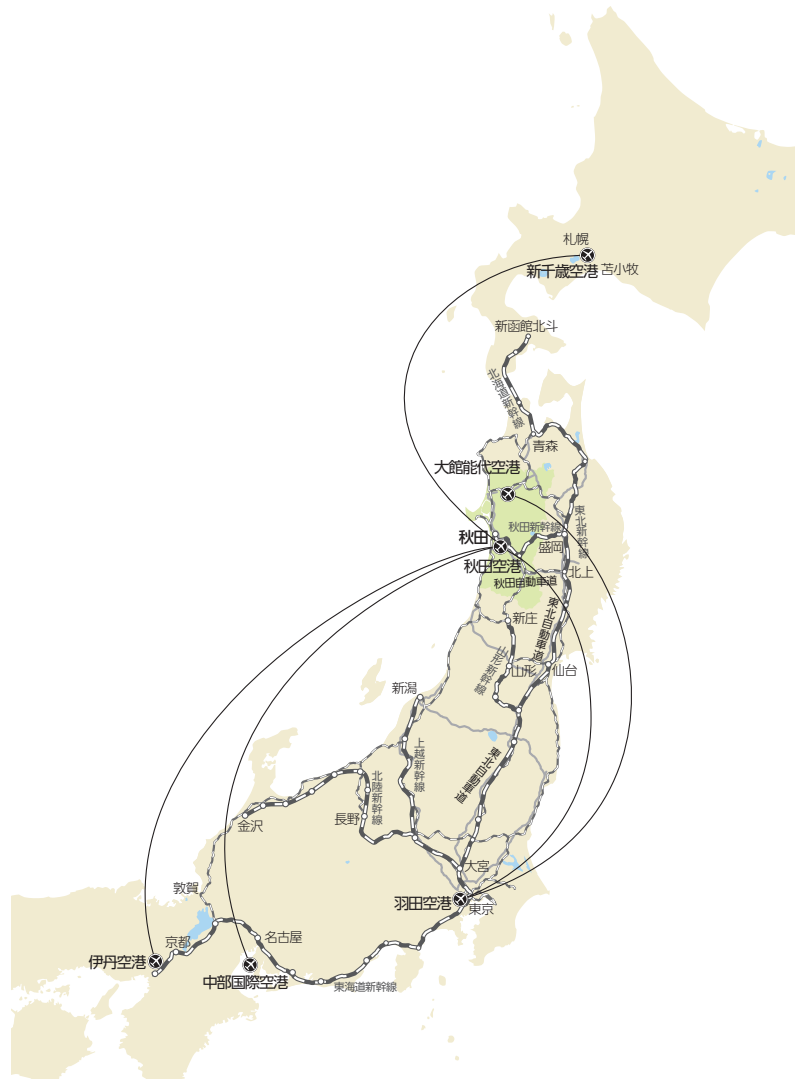 札幌
新千歳空港
苫小牧
新函館北斗
北海道新幹線
青森
大館能代空港
東北新幹線
秋田新幹線
秋田
盛岡
秋田空港
北上
秋田自動車道
東北自動車道
新庄
山形新幹線
山形
仙台
新潟
上越新幹線
東北自動車道
北陸新幹線
長野
金沢
大宮
敦賀
羽田空港
東京
京都
名古屋
伊丹空港
中部国際空港
東海道新幹線